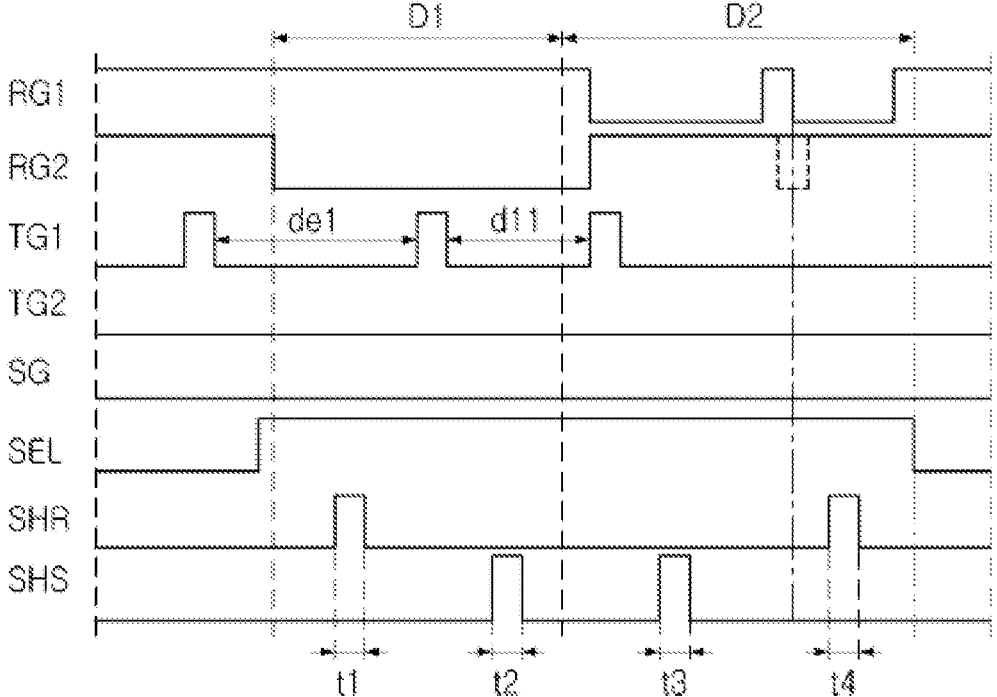 D1 D2
RG1
RG2
TG1 de1 d11
TG2
SG
SEL
SHR
SHS
t1 t2 t3 t4